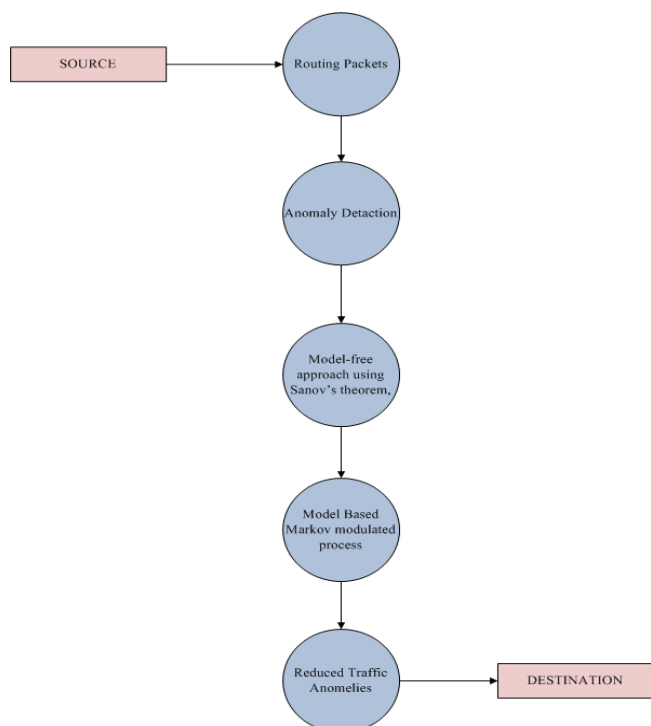 SOURCE
Routing Packets
Anomaly Detaction
Model-free
approach using
Sanov's theorem,
Model Based
Markov modulated
process
Reduced Traffic
Anomelies
DESTINATION